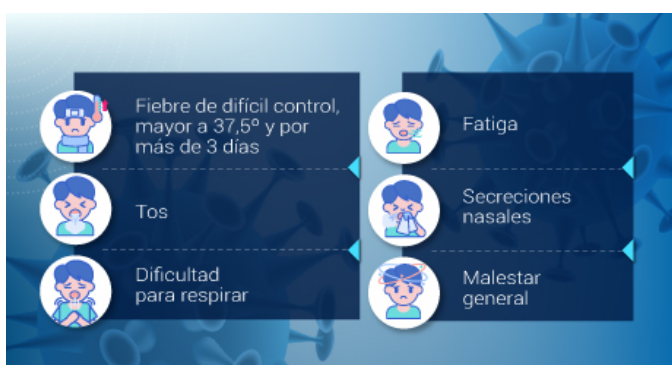 Fiebre de difícil control,
mayor a 37,5º y por
más de 3 días
Tos
Dificultad
para respirar
Fatiga
Secreciones
nasales
Malestar
general